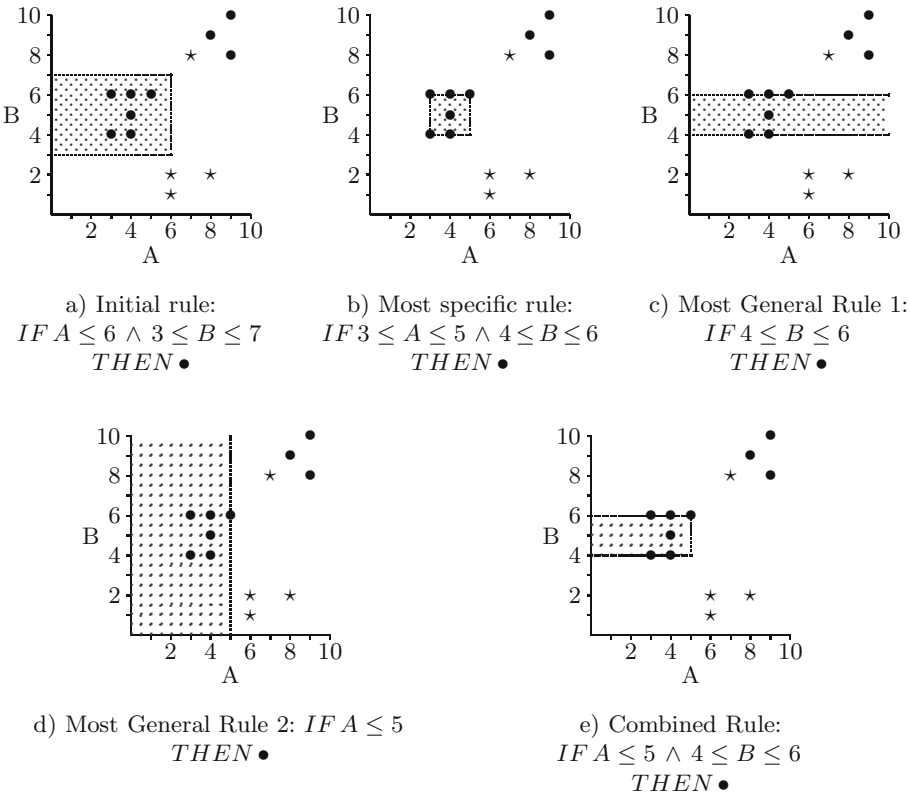 10
8
6
B
4
2
2 4 6 8 10
A
10
8
6
B
4
2
2 4 6 8 10
A
10
8
6
B
4
2
2 4 6 8 10
A
a) Initial rule:
IF A ≤ 6 ∧ 3 ≤ B ≤ 7
THEN ●
b) Most specific rule:
IF 3 ≤ A ≤ 5 ∧ 4 ≤ B ≤ 6
THEN ●
c) Most General Rule 1:
IF 4 ≤ B ≤ 6
THEN ●
10
8
6
B
4
2
2 4 6 8 10
A
10
8
6
B
4
2
2 4 6 8 10
A
d) Most General Rule 2: IF A ≤ 5
THEN ●
e) Combined Rule:
IF A ≤ 5 ∧ 4 ≤ B ≤ 6
THEN ●